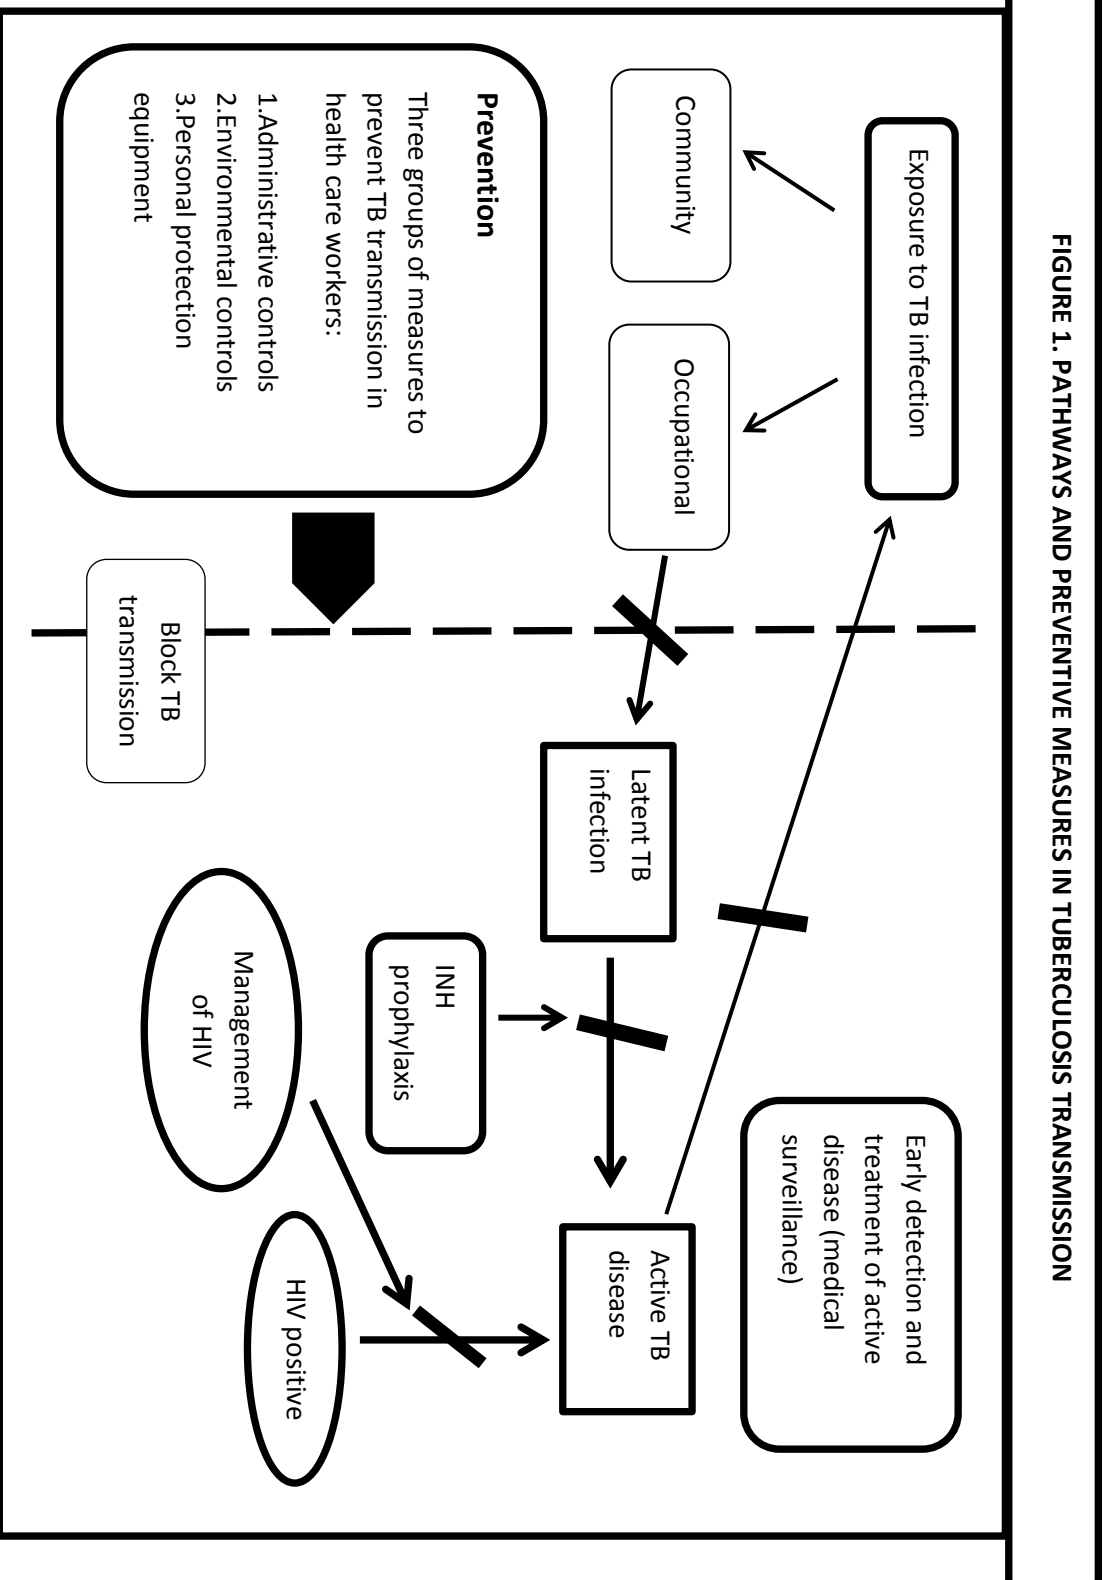 FIGURE 1. PATHWAYS AND PREVENTIVE MEASURES IN TUBERCULOSIS TRANSMISSION
Exposure to TB infection
Community
Occupational
Early detection and
treatment of active
disease (medical
surveillance)
Latent TB
infection
Active TB
disease
Prevention
Three groups of measures to
prevent TB transmission in
health care workers:
1.Administrative controls
2.Environmental controls
3.Personal protection
equipment
INH
prophylaxis
Block TB
transmission
Management
of HIV
HIV positive